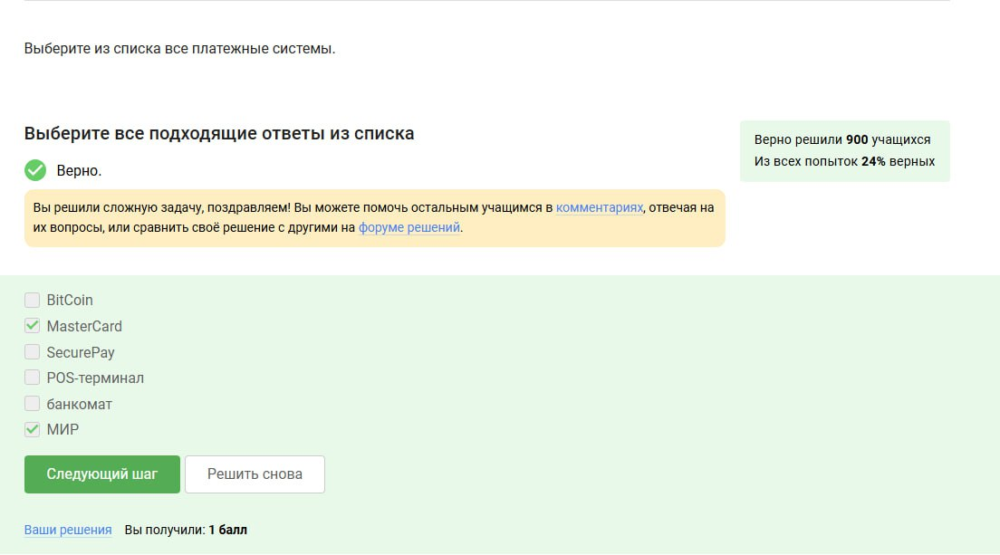 Выберите из списка все платежные системы.
Выберите все подходящие ответы из списка
Верно решили 900 учащихся
Из всех попыток 24% верных
Верно.
Вы решили сложную задачу, поздравляем! Вы можете помочь остальным учащимся в комментариях, отвечая на
их вопросы, или сравнить своё решение с другими на форуме решений.
BitCoin
MasterCard
SecurePay
POS-терминал
банкомат
МИР
Следующий шаг
Решить снова
Ваши решения Вы получили: 1 балл